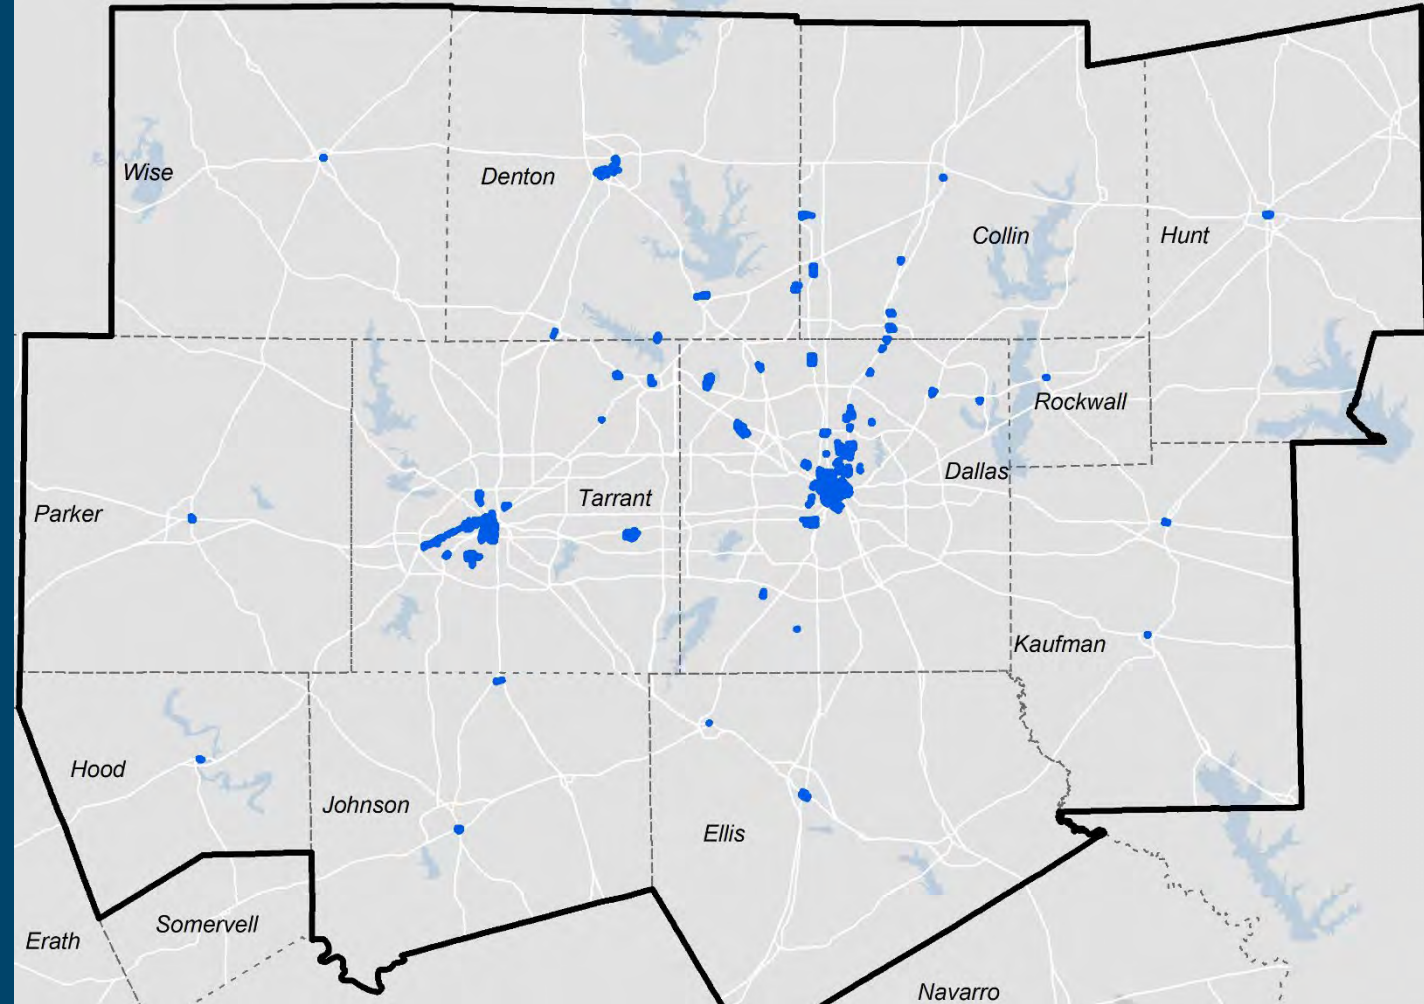 Wise
Denton
Collin
Hunt
Rockwall
Dallas
Tarrant
Parker
Kaufman
Hood
Johnson
Ellis
Somervell
Erath
Navarro